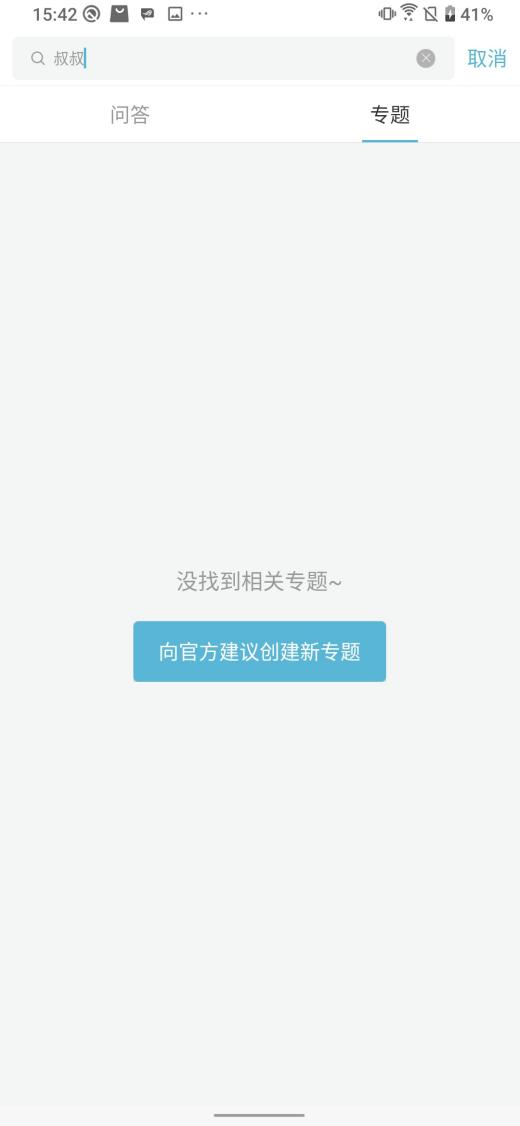 15:42 ··· 41%
叔叔 取消
问答 专题
没找到相关专题~
向官方建议创建新专题